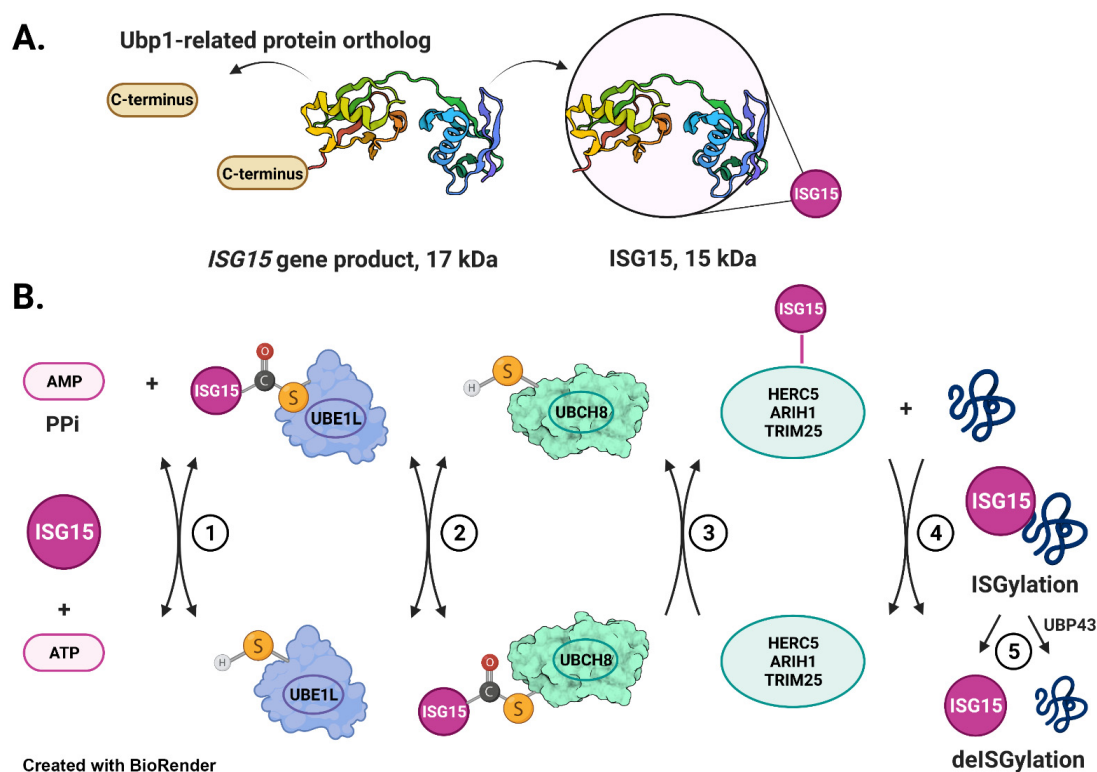 A.
Ubp1-related protein ortholog
C-terminus
C-terminus
ISG15
ISG15 gene product, 17 kDa
ISG15, 15 kDa
B.
AMP
+
PPi
ISG15
O
C
S
UBE1L
H
S
UBCH8
ISG15
HERC5
ARIH1
TRIM25
+
ISG15
+
ATP
1
2
3
4
ISG15
ISGylation
H
S
UBE1L
ISG15
O
C
S
UBCH8
HERC5
ARIH1
TRIM25
UBP43
5
ISG15
deISGylation
Created with BioRender